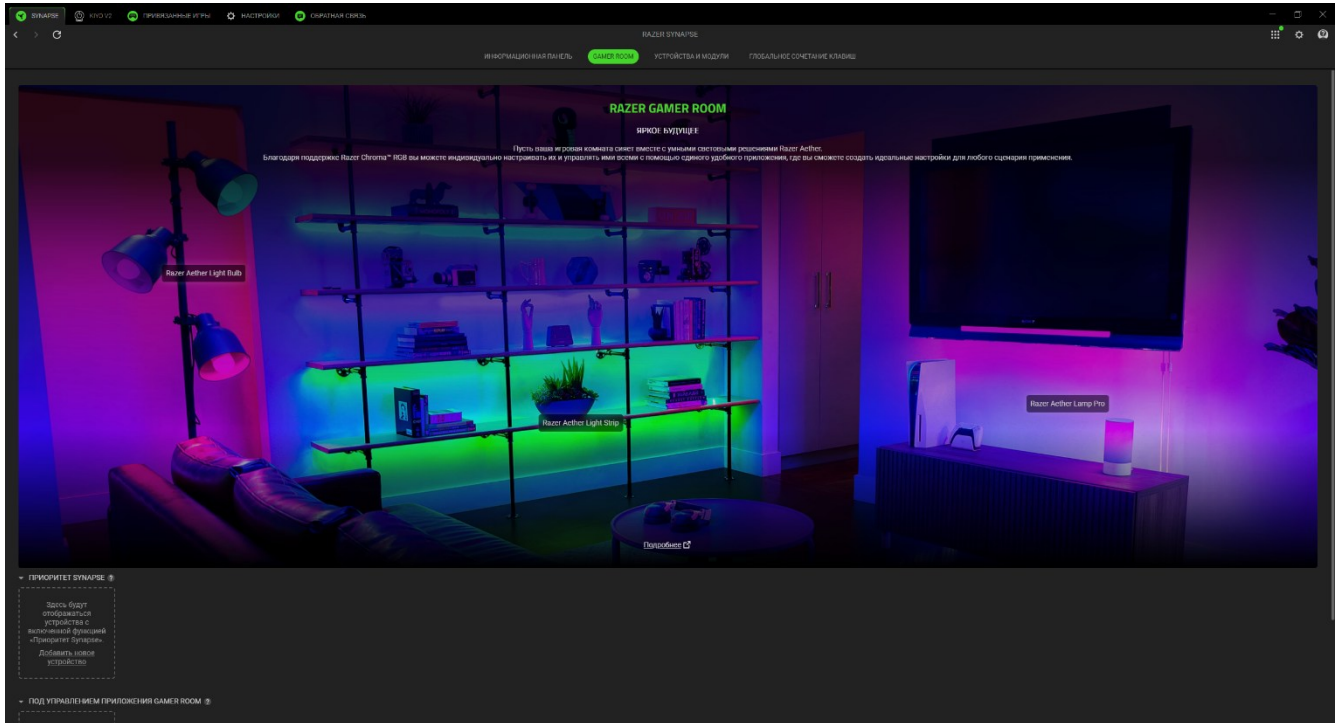 SYNAPSE
KIYO V2
ПРИВЯЗАННЫЕ ИГРЫ
НАСТРОЙКИ
ОБРАТНАЯ СВЯЗЬ
RAZER SYNAPSE
ИНФОРМАЦИОННАЯ ПАНЕЛЬ
GAMER ROOM
УСТРОЙСТВА И МОДУЛИ
ГЛОБАЛЬНОЕ СОЧЕТАНИЕ КЛАВИШ
RAZER GAMER ROOM
ЯРКОЕ БУДУЩЕЕ
Пусть ваша игровая комната сияет вместе с умными световыми решениями Razer Aether.
Благодаря поддержке Razer Chroma™ RGB вы можете индивидуально настраивать их и управлять ими всеми с помощью единого удобного приложения, где вы сможете создать идеальные настройки для любого сценария применения.
Razer Aether Light Bulb
Razer Aether Lamp Pro
Razer Aether Light Strip
Подробнее
ПРИОРИТЕТ SYNAPSE
Здесь будут
отображаться
устройства с
включенной функцией
«Приоритет Synapse».
Добавить новое
устройство
ПОД УПРАВЛЕНИЕМ ПРИЛОЖЕНИЯ GAMER ROOM